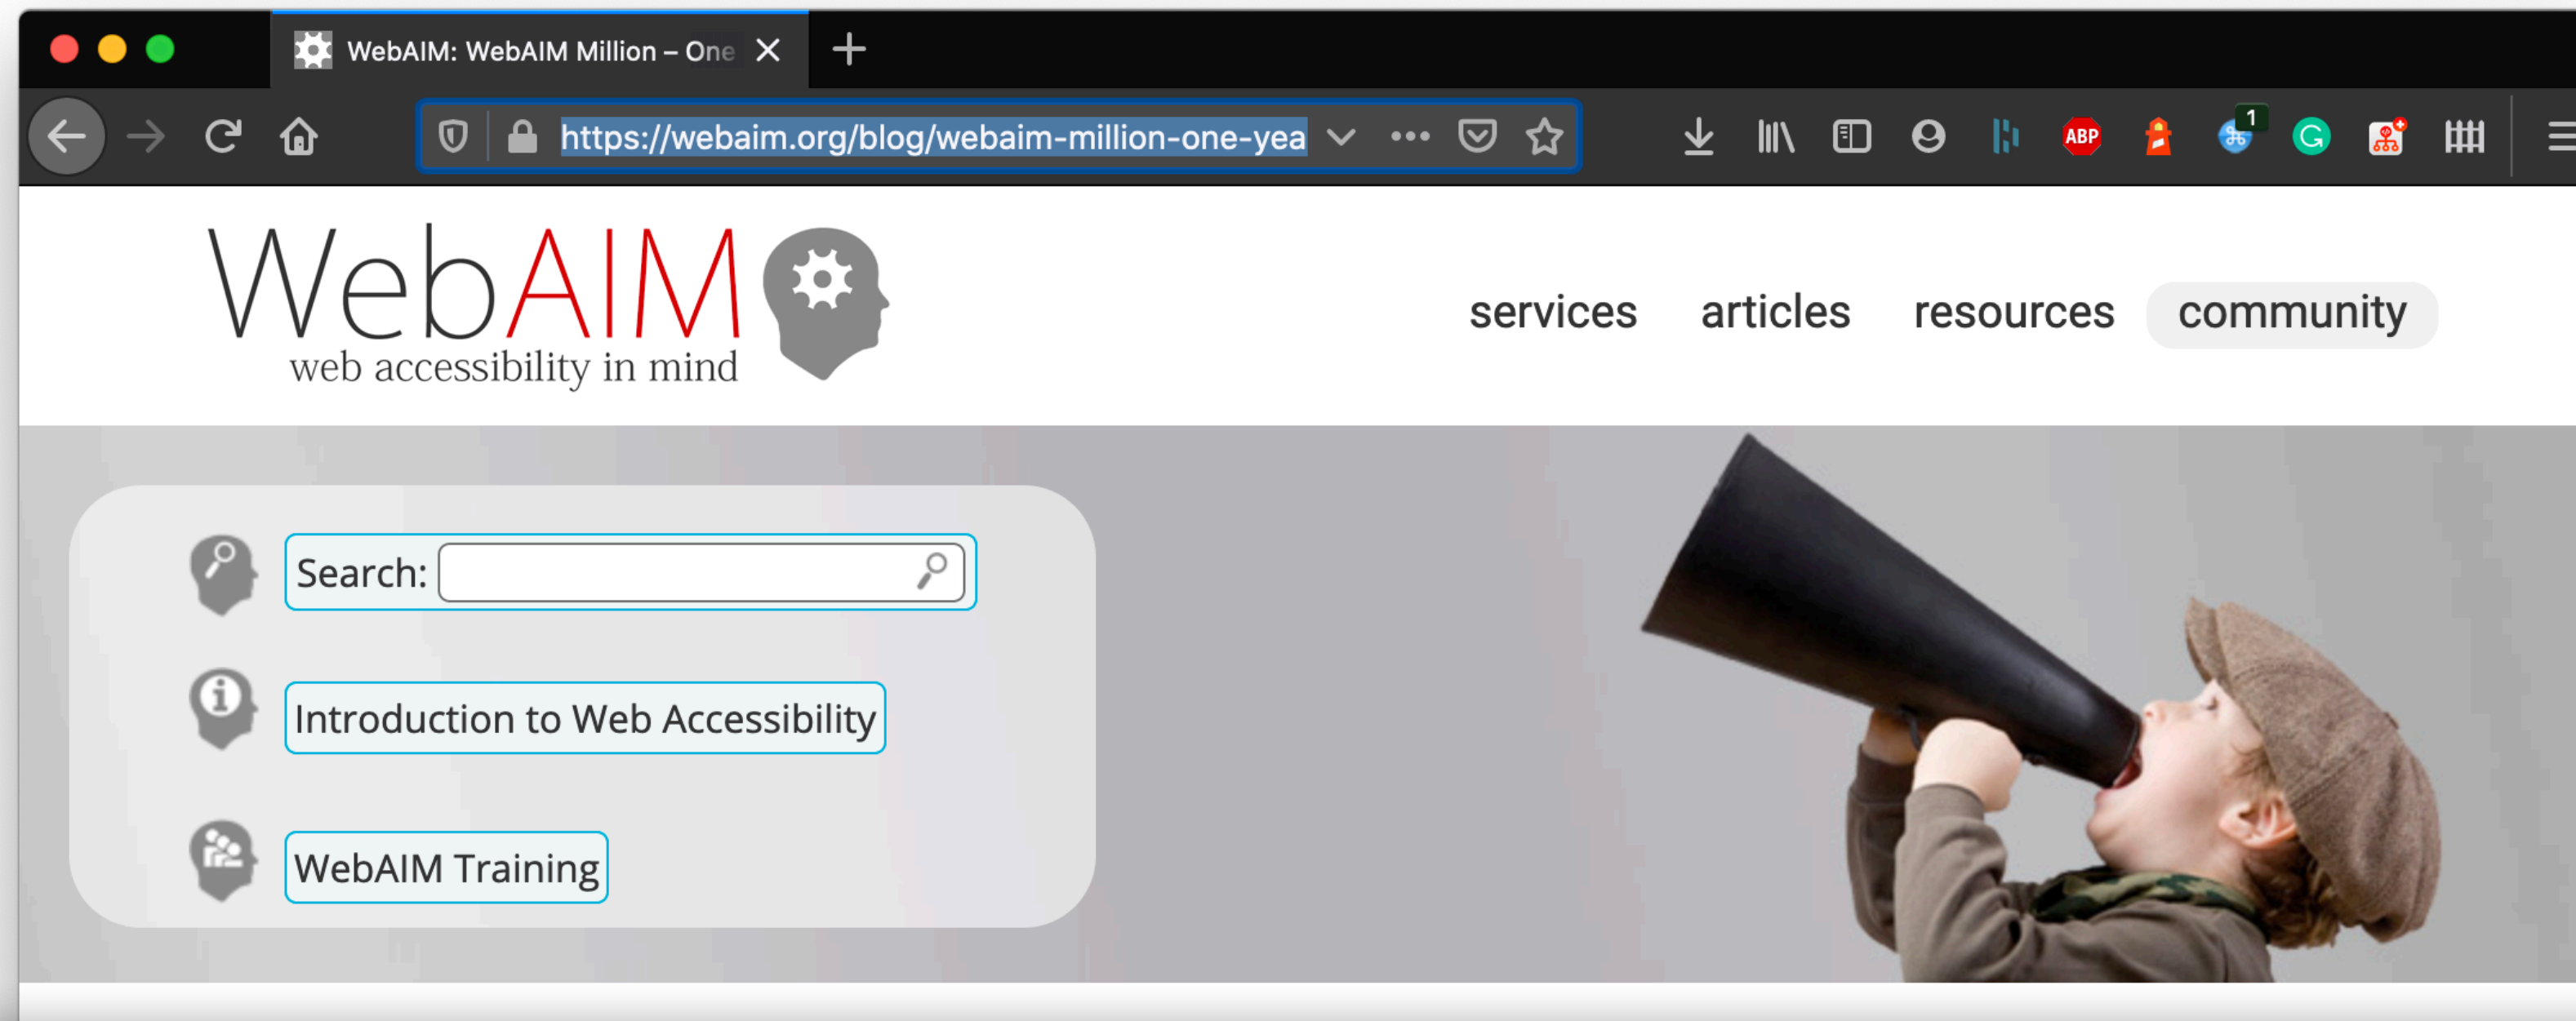 WebAIM: WebAIM Million – One
https://webaim.org/blog/webaim-million-one-yea
ABP
1
WebAIM
web accessibility in mind
services articles resources community
Search:
Introduction to Web Accessibility
WebAIM Training